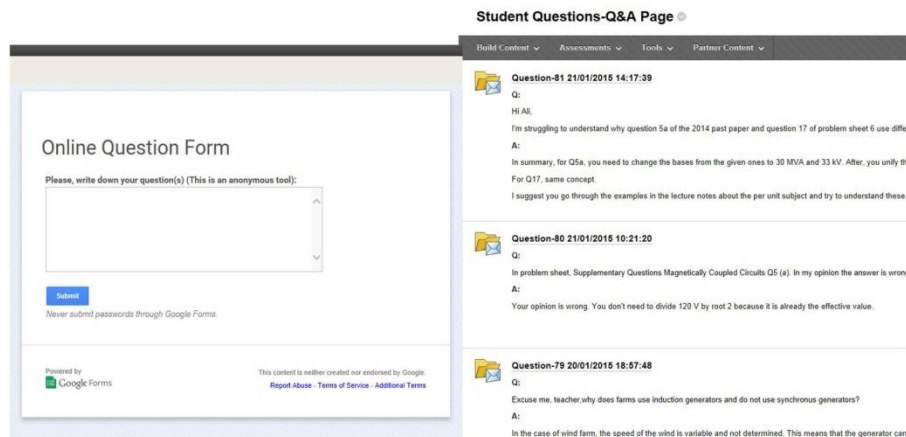 Online Question Form
Please, write down your question(s) (This is an anonymous tool):
Submit
Never submit passwords through Google Forms.
Powered by
Google Forms
This content is neither created nor endorsed by Google.
Report Abuse - Terms of Service - Additional Terms
Student Questions-Q&A Page
Build Content Assessments Tools Partner Content
Question-81 21/01/2015 14:17:39
Q:
Hi Ali,
I'm struggling to understand why question 5a of the 2014 past paper and question 17 of problem sheet 6 use diffe
A:
In summary, for Q5a, you need to change the bases from the given ones to 30 MVA and 33 kV. After, you unify th
For Q17, same concept.
I suggest you go through the examples in the lecture notes about the per unit subject and try to understand these
Question-80 21/01/2015 10:21:20
Q:
In problem sheet, Supplementary Questions Magnetically Coupled Circuits Q5 (a). In my opinion the answer is wron
A:
Your opinion is wrong. You don't need to divide 120 V by root 2 because it is already the effective value.
Question-79 20/01/2015 18:57:48
Q:
Excuse me, teacher,why does farms use induction generators and do not use synchronus generators?
A:
In the case of wind farm, the speed of the wind is variable and not determined. This means that the generator can